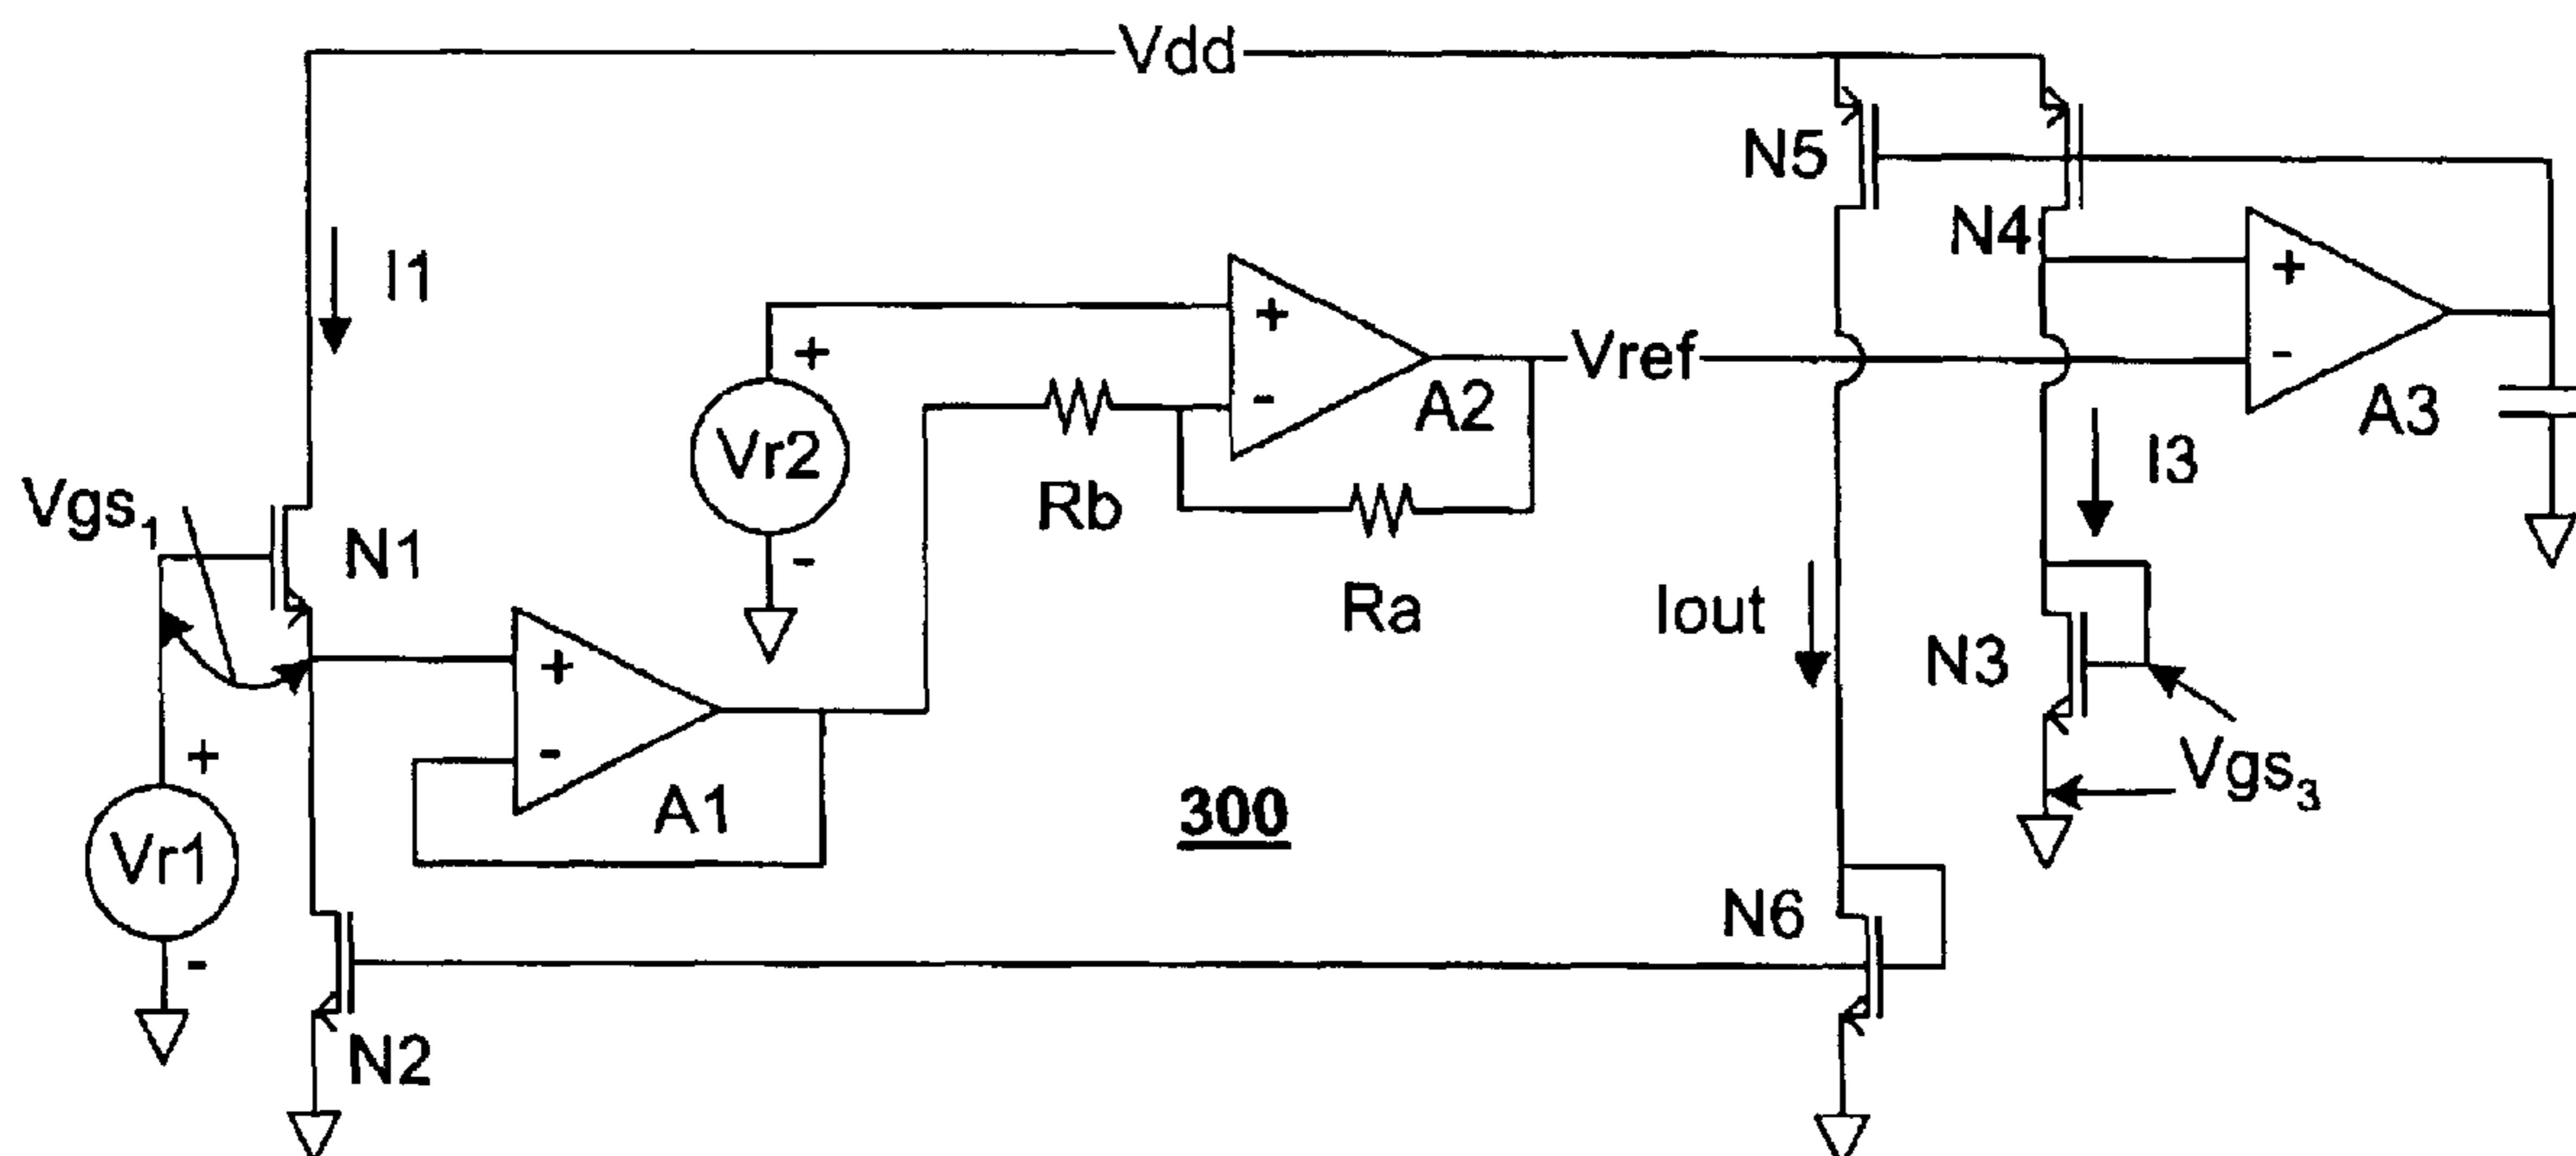 Vdd
N5
N4
I1
+
+
+
Vref
-
-
A2
A3
Vr2
I3
Vgs1
Rb
N1
-
Ra
Iout
+
N3
+
-
Vgs3
A1
300
Vr1
N6
-
N2